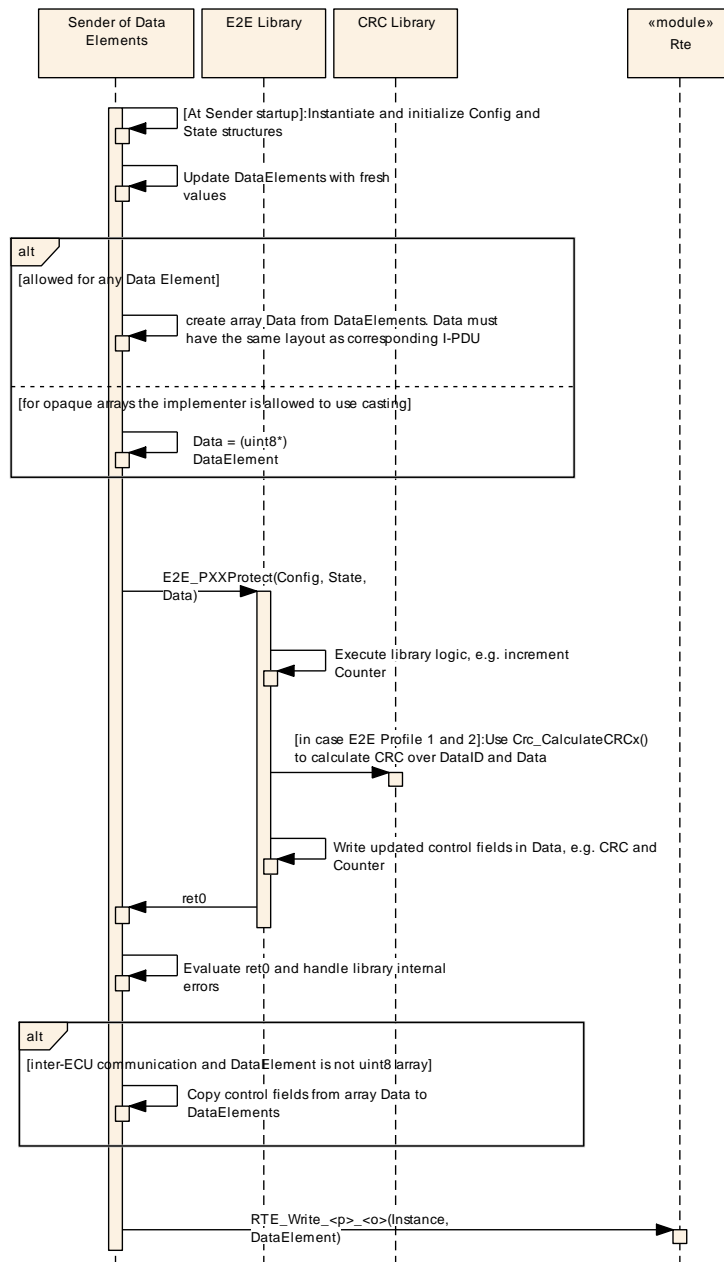 Sender of Data
Elements
E2E Library
CRC Library
«module»
Rte
[At Sender startup]:Instantiate and initialize Config and
State structures
Update DataElements with fresh
values
alt
[allowed for any Data Element]
create array Data from DataElements. Data must
have the same layout as corresponding I-PDU
[for opaque arrays the implementer is allowed to use casting]
Data = (uint8*)
DataElement
E2E_PXXProtect(Config, State,
Data)
Execute library logic, e.g. increment
Counter
[in case E2E Profile 1 and 2]:Use Crc_CalculateCRCx()
to calculate CRC over DataID and Data
Write updated control fields in Data, e.g. CRC and
Counter
ret0
Evaluate ret0 and handle library internal
errors
alt
[inter-ECU communication and DataElement is not uint8 array]
Copy control fields from array Data to
DataElements
RTE_Write_<p>_<o>(Instance,
DataElement)